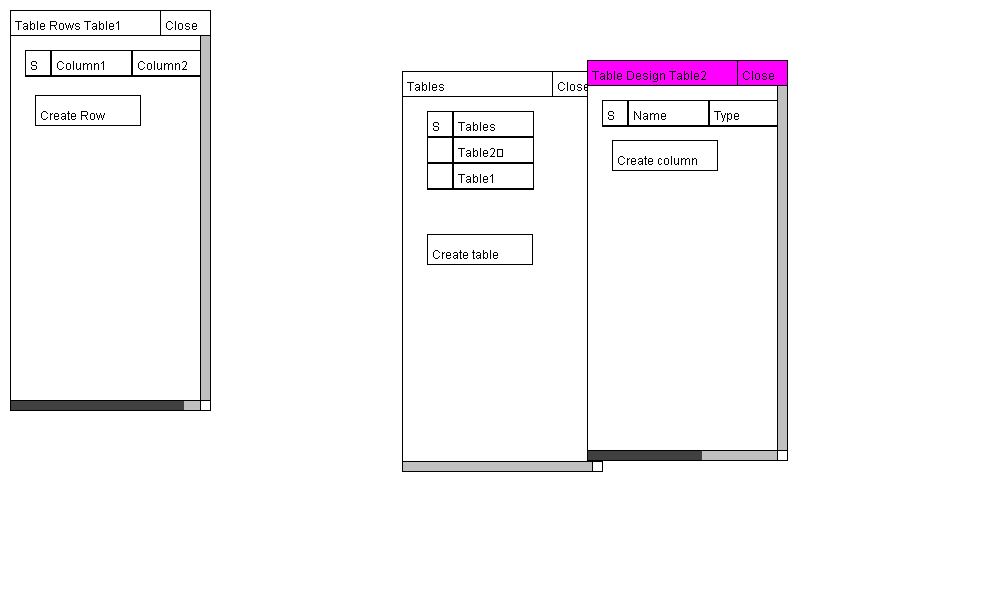 Table Rows Table1 Close
S Column1 Column2
Create Row
Tables Close
S Tables
Table2▯
Table1
Create table
Table Design Table2 Close
S Name Type
Create column